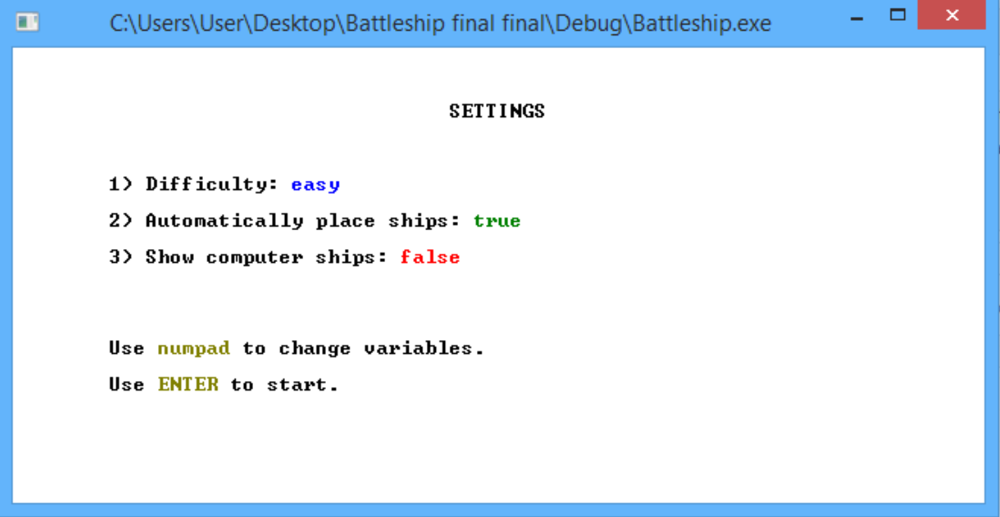 C:\Users\User\Desktop\Battleship final final\Debug\Battleship.exe
SETTINGS
1> Difficulty: easy
2> Automatically place ships: true
3> Show computer ships: false
Use numpad to change variables.
Use ENTER to start.